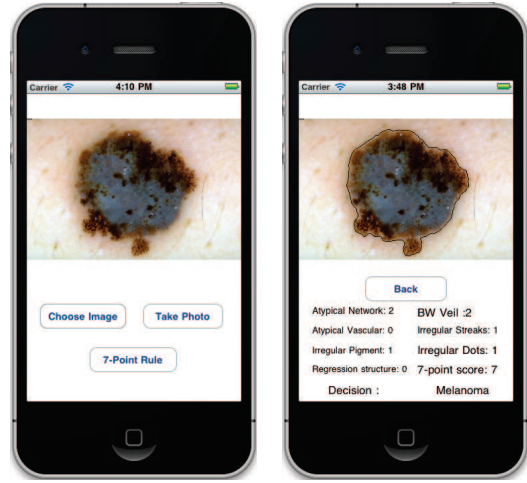 Carrier 4:10 PM
Choose Image Take Photo
7-Point Rule
Carrier 3:48 PM
Back
Atypical Network: 2 BW Veil :2
Atypical Vascular: 0 Irregular Streaks: 1
Irregular Pigment: 1 Irregular Dots: 1
Regression structure: 0 7-point score: 7
Decision : Melanoma